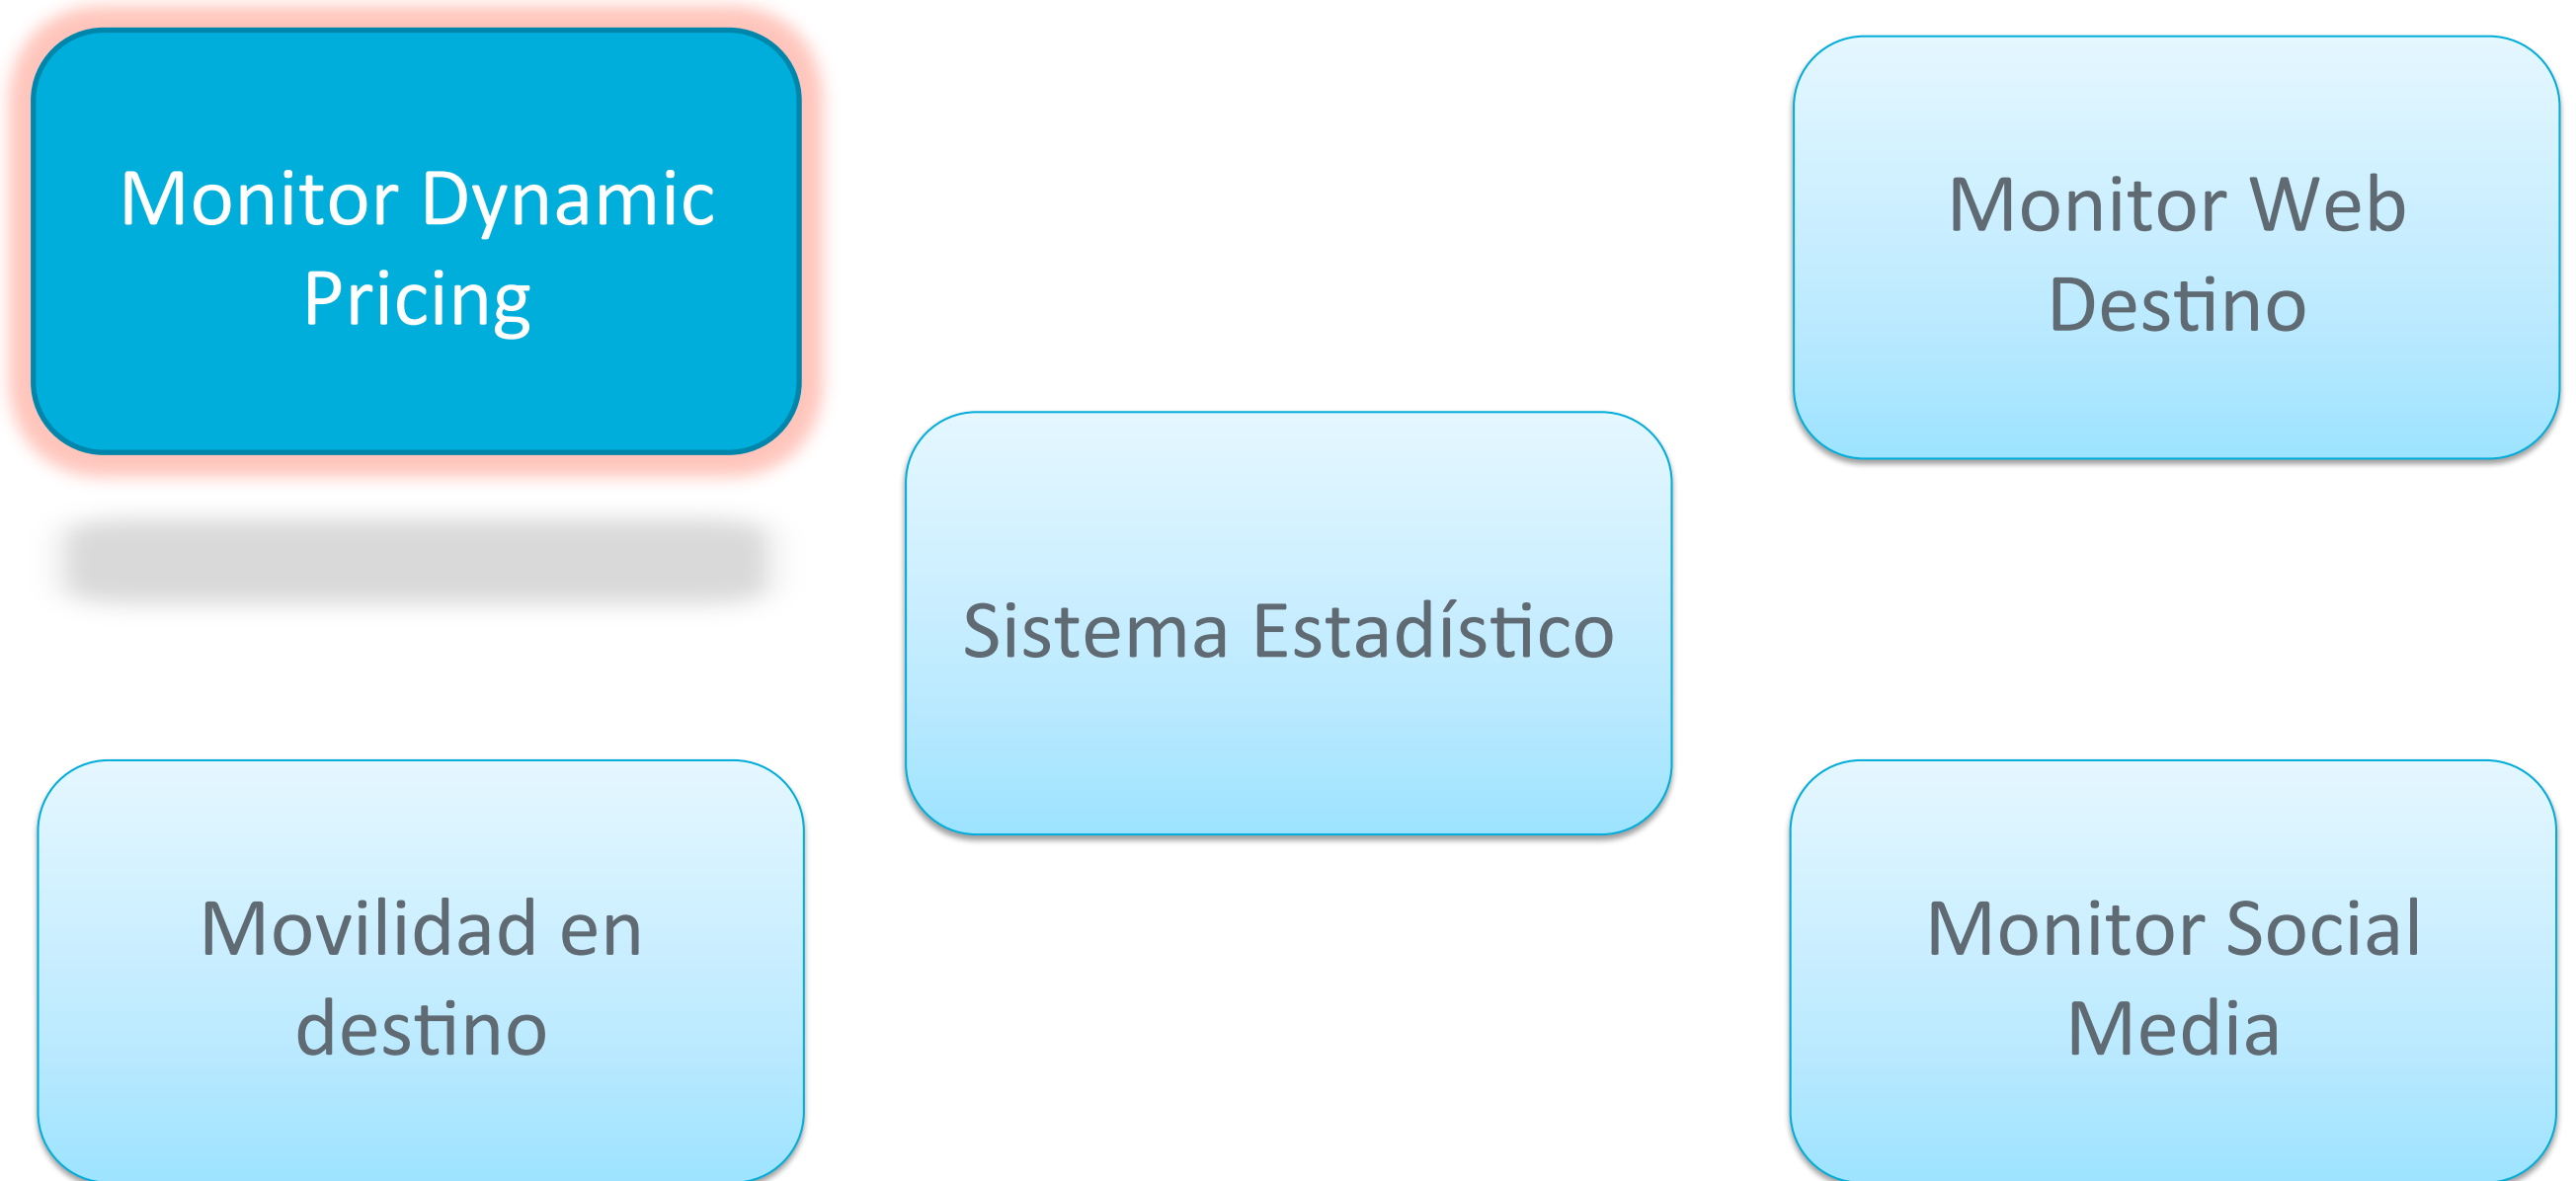 Monitor Dynamic
Pricing
Monitor Web
Destino
Sistema Estadístico
Movilidad en
destino
Monitor Social
Media